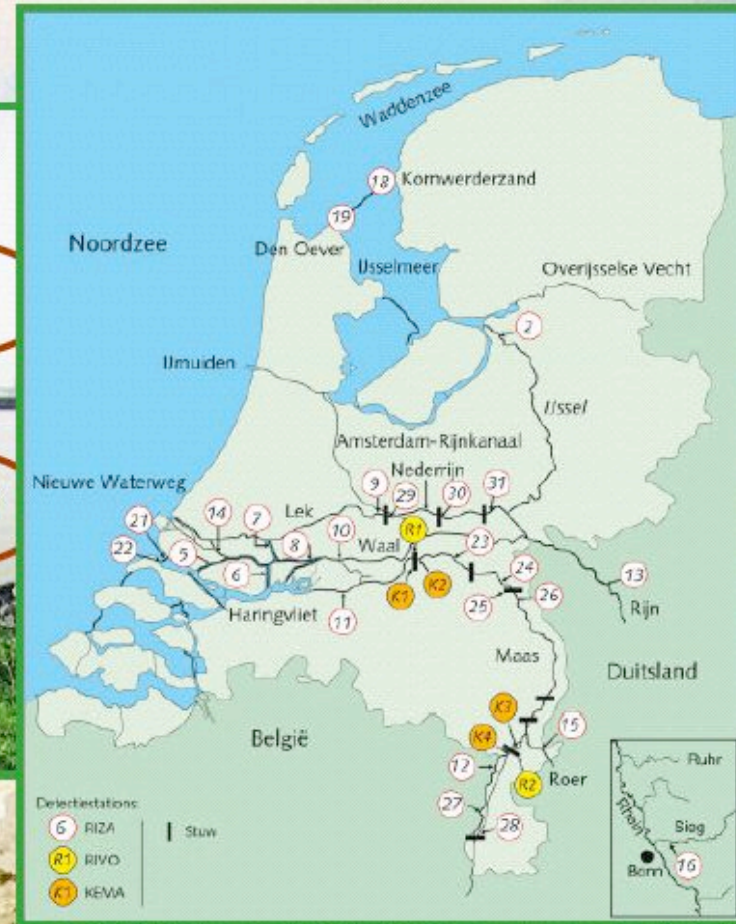 Waddenzee
18 Kornwerderzand
19
Noordzee
Den Oever
IJsselmeer
Overijsselse Vecht
2
IJmuiden
IJssel
Amsterdam-Rijnkanaal
Nieuwe Waterweg
Nederrijn
9 29 30 31
Lek
21 14 7 10 Waal R1 23
22 5 6 8
24 13
K1 K2 25 26
Haringvliet 11
Rijn
Maas
Duitsland
K3
België
K4 15
12 R2 Roer
27 28
Detectiestations:
6 RIZA
Stuw
R1 RIVO
K1 KEMA
Ruhr
Rhein
Sieg
Bonn 16